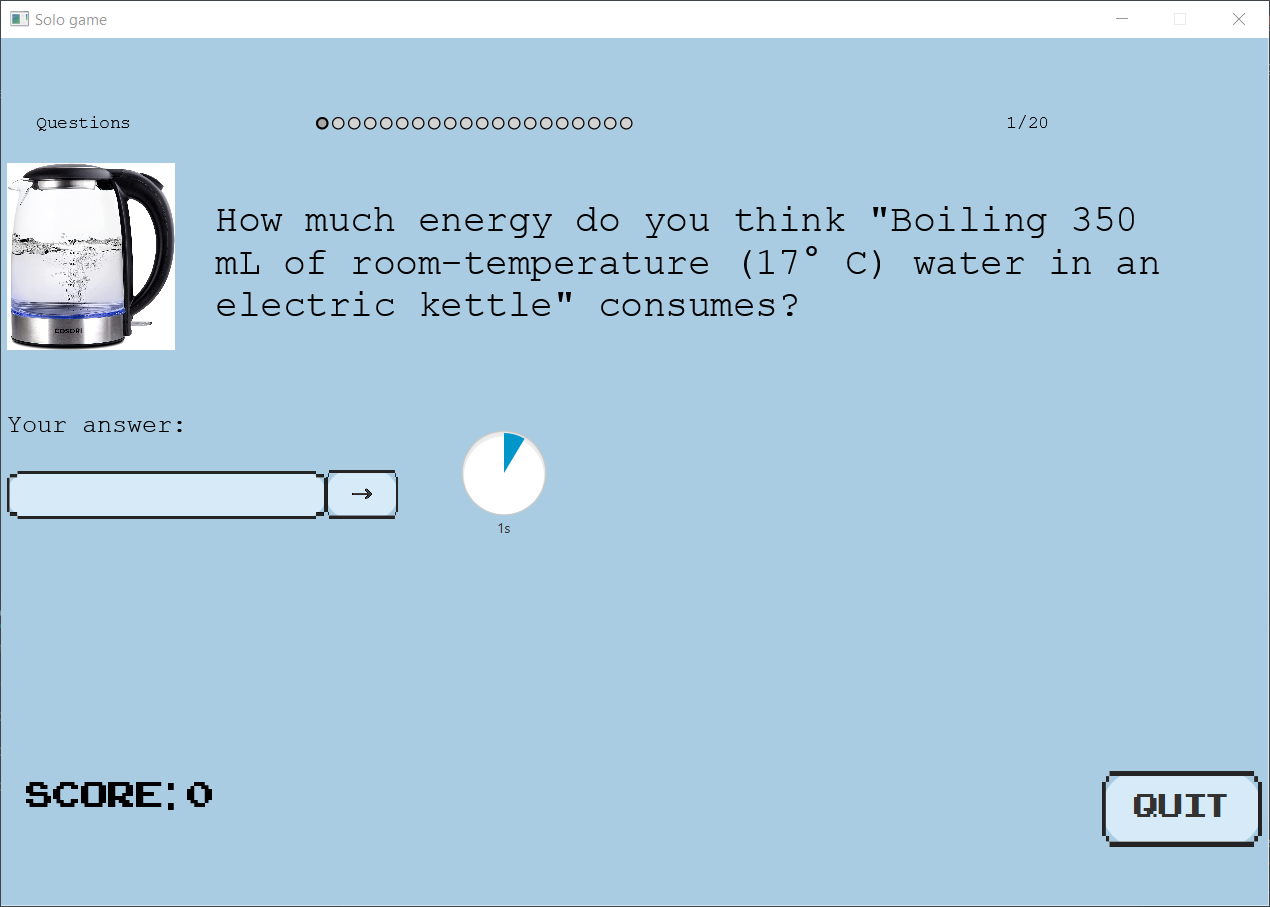 Solo game
Questions
1/20
How much energy do you think "Boiling 350
mL of room-temperature (17° C) water in an
electric kettle" consumes?
COSORI
Your answer:
→
1s
SCORE:0
QUIT